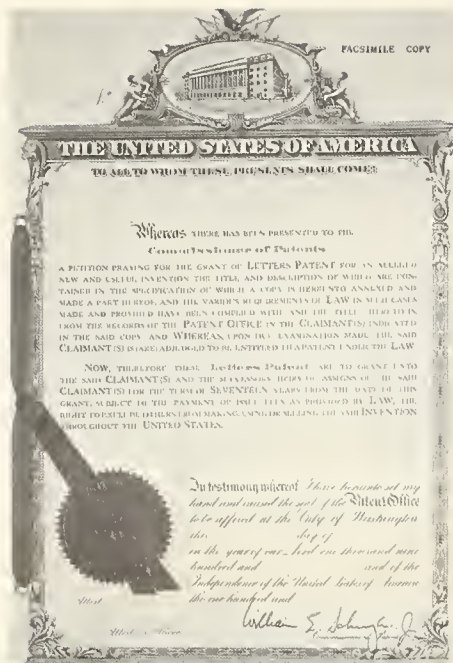 FACSIMILE COPY
THE UNITED STATES OF AMERICA
TO ALL TO WHOM THESE PRESENTS SHALL COME:
Whereas THERE HAS BEEN PRESENTED TO THE
Commissioner of Patents
A PETITION PRAYING FOR THE GRANT OF LETTERS PATENT FOR AN ALLEGED
NEW AND USEFUL INVENTION THE TITLE AND DESCRIPTION OF WHICH ARE CON-
TAINED IN THE SPECIFICATION OF WHICH A COPY IS HEREUNTO ANNEXED AND
MADE A PART HEREOF, AND THE VARIOUS REQUIREMENTS OF LAW IN SUCH CASES
MADE AND PROVIDED HAVE BEEN COMPLIED WITH AND THE TITLE THERETO IS,
FROM THE RECORDS OF THE PATENT OFFICE IN THE CLAIMANT(S) INDICATED
IN THE SAID COPY, AND WHEREAS, UPON DUE EXAMINATION MADE, THE SAID
CLAIMANT(S) IS (ARE) ADJUDGED TO BE ENTITLED TO A PATENT UNDER THE LAW
NOW, THEREFORE THESE Letters Patent ARE TO GRANT UNTO
THE SAID CLAIMANT(S) AND THE SUCCESSORS, HEIRS OR ASSIGNS OF THE SAID
CLAIMANT(S) FOR THE TERM OF SEVENTEEN YEARS FROM THE DATE OF THIS
GRANT, SUBJECT TO THE PAYMENT OF ISSUE FEES AS PROVIDED BY LAW, THE
RIGHT TO EXCLUDE OTHERS FROM MAKING, USING OR SELLING THE SAID INVENTION
THROUGHOUT THE UNITED STATES.
In testimony whereof I have hereunto set my
hand and caused the seal of the Patent Office
to be affixed at the City of Washington
this day of
in the year of our Lord one thousand nine
hundred and and of the
Independence of the United States of America
the one hundred and
Attest
William E. Schuyler, Jr.
Commissioner of Patents